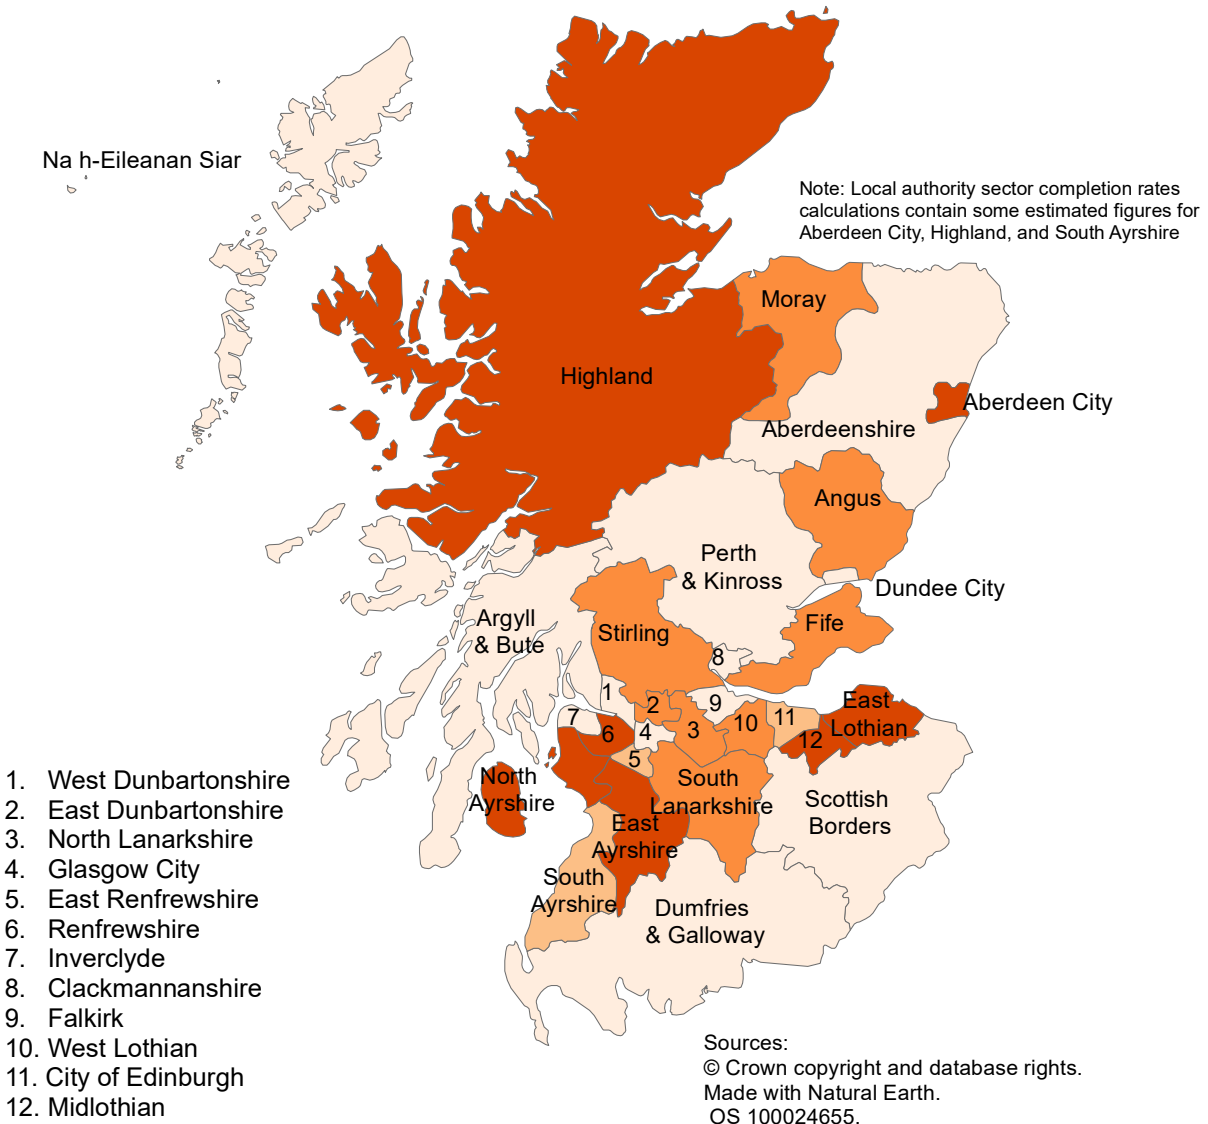 Na h-Eileanan Siar
Note: Local authority sector completion rates
calculations contain some estimated figures for
Aberdeen City, Highland, and South Ayrshire
Moray
Highland
Aberdeen City
Aberdeenshire
Angus
Perth
& Kinross
Dundee City
Argyll
& Bute
Stirling
Fife
8
1
2
9
7
6
4
3
10
11
12
5
East
Lothian
North
Ayrshire
South
Lanarkshire
Scottish
Borders
East
Ayrshire
South
Ayrshire
Dumfries
& Galloway
1. West Dunbartonshire
2. East Dunbartonshire
3. North Lanarkshire
4. Glasgow City
5. East Renfrewshire
6. Renfrewshire
7. Inverclyde
8. Clackmannanshire
9. Falkirk
10. West Lothian
11. City of Edinburgh
12. Midlothian
Sources:
© Crown copyright and database rights.
Made with Natural Earth.
OS 100024655.